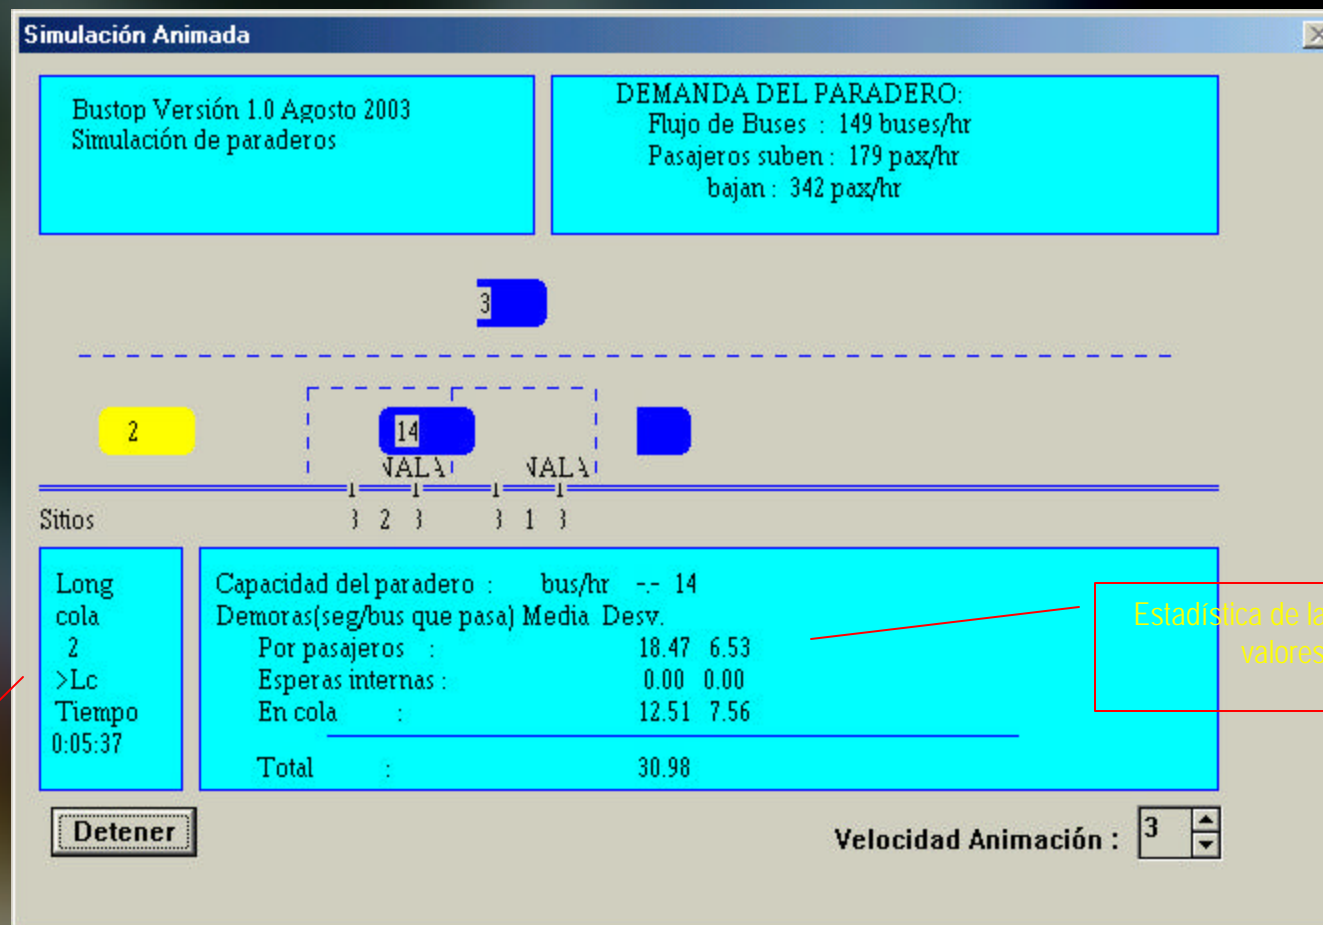 Simulación Animada
Bustop Versión 1.0 Agosto 2003
Simulación de paraderos
DEMANDA DEL PARADERO:
Flujo de Buses : 149 buses/hr
Pasajeros suben : 179 pax/hr
bajan : 342 pax/hr
3
2
14
Sitios
2
1
Long
cola
2
>Lc
Tiempo
0:05:37
Capacidad del paradero : bus/hr -.- 14
Demoras(seg/bus que pasa) Media Desv.
Por pasajeros : 18.47 6.53
Esperas internas : 0.00 0.00
En cola : 12.51 7.56
Total : 30.98
Estadística de la
valores
Detener
Velocidad Animación : 3